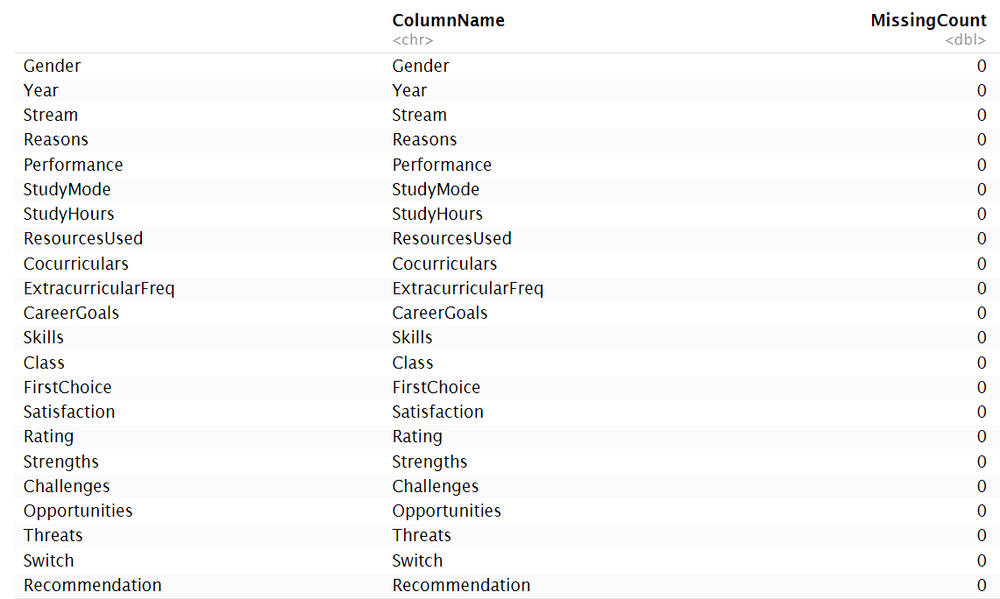 ColumnName MissingCount
<chr> <dbl>
Gender Gender 0
Year Year 0
Stream Stream 0
Reasons Reasons 0
Performance Performance 0
StudyMode StudyMode 0
StudyHours StudyHours 0
ResourcesUsed ResourcesUsed 0
Cocurriculars Cocurriculars 0
ExtracurricularFreq ExtracurricularFreq 0
CareerGoals CareerGoals 0
Skills Skills 0
Class Class 0
FirstChoice FirstChoice 0
Satisfaction Satisfaction 0
Rating Rating 0
Strengths Strengths 0
Challenges Challenges 0
Opportunities Opportunities 0
Threats Threats 0
Switch Switch 0
Recommendation Recommendation 0